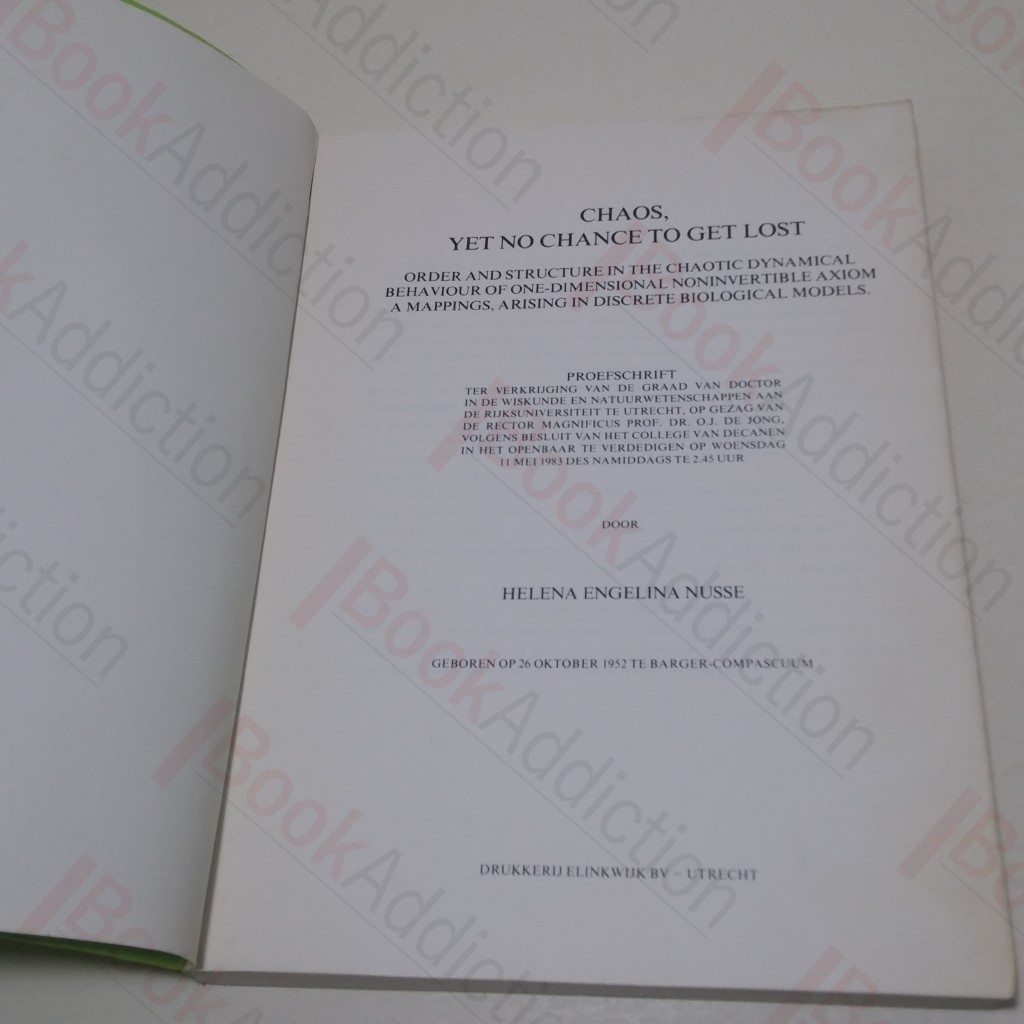 CHAOS,
YET NO CHANCE TO GET LOST
ORDER AND STRUCTURE IN THE CHAOTIC DYNAMICAL
BEHAVIOUR OF ONE-DIMENSIONAL NONINVERTIBLE AXIOM
A MAPPINGS, ARISING IN DISCRETE BIOLOGICAL MODELS.
PROEFSCHRIFT
TER VERKRIJGING VAN DE GRAAD VAN DOCTOR
IN DE WISKUNDE EN NATUURWETENSCHAPPEN AAN
DE RIJKSUNIVERSITEIT TE UTRECHT, OP GEZAG VAN
DE RECTOR MAGNIFICUS PROF. DR. O.J. DE JONG,
VOLGENS BESLUIT VAN HET COLLEGE VAN DECANEN
IN HET OPENBAAR TE VERDEDIGEN OP WOENSDAG
11 MEI 1983 DES NAMIDDAGS TE 2.45 UUR
DOOR
HELENA ENGELINA NUSSE
GEBOREN OP 26 OKTOBER 1952 TE BARGER-COMPASCUUM
DRUKKERIJ ELINKWIJK BV - UTRECHT
BookAddiction